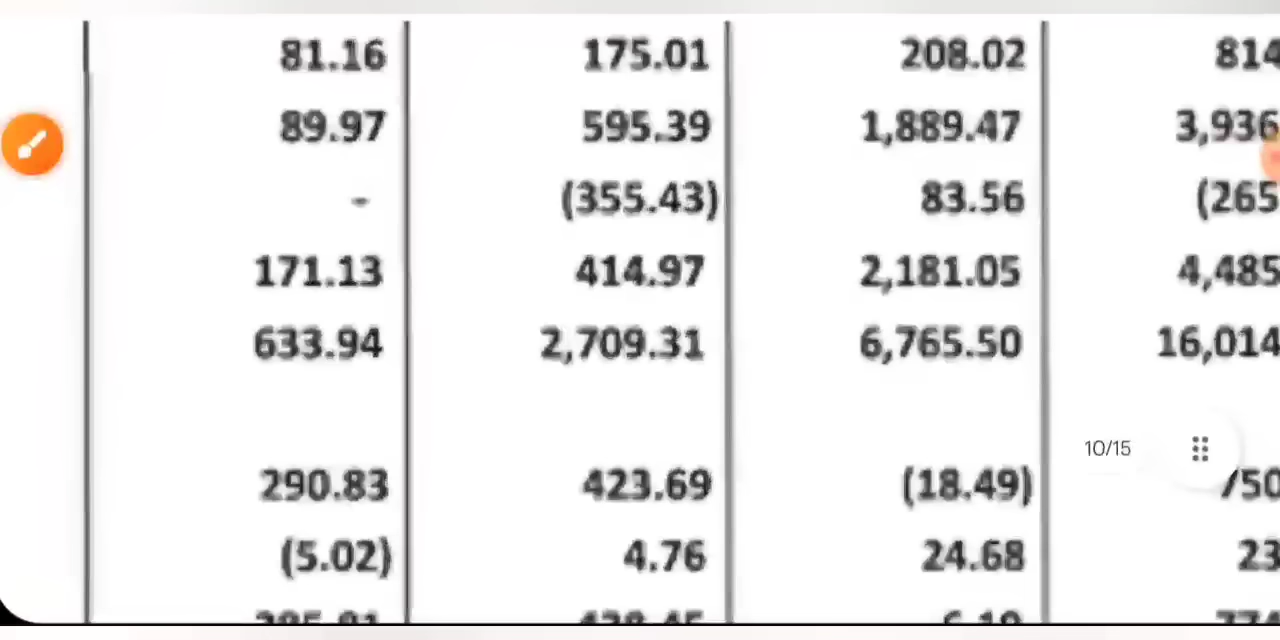 81.16 175.01 208.02 814
89.97 595.39 1,889.47 3,936
- (355.43) 83.56 (265
171.13 414.97 2,181.05 4,485
633.94 2,709.31 6,765.50 16,014
10/15
290.83 423.69 (18.49) 750
(5.02) 4.76 24.68 23